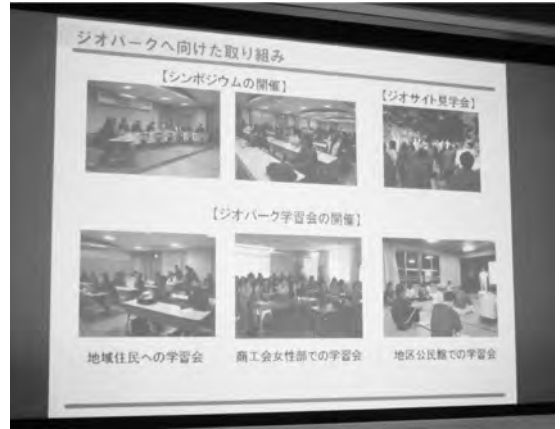 ジオパークへ向けた取り組み
【シンポジウムの開催】
【ジオサイト見学会】
【ジオパーク学習会の開催】
地域住民への学習会
商工会女性部での学習会
地区公民館での学習会